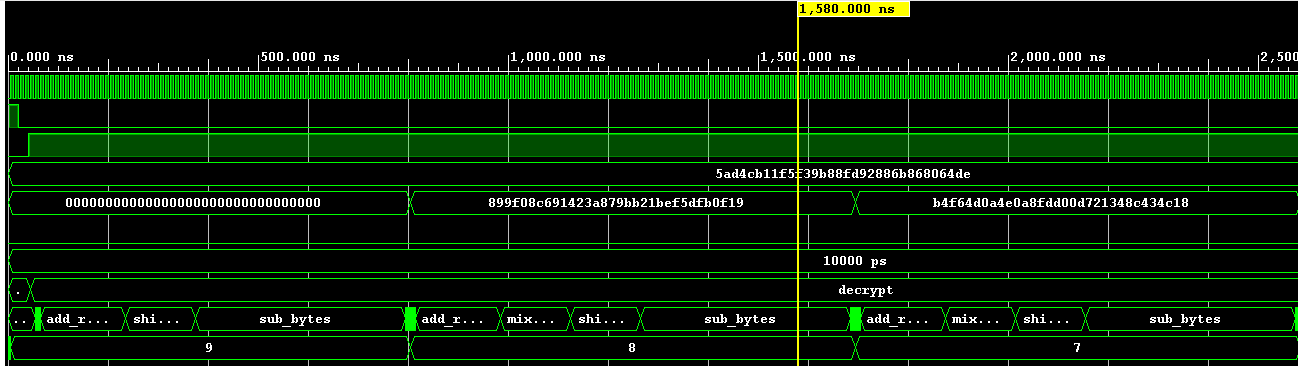 1,580.000 ns
0.000 ns 500.000 ns 1,000.000 ns 1,500.000 ns 2,000.000 ns 2,500
5ad4cb11f5f39b88fd92886b868064de
00000000000000000000000000000000 899f08c691423a879bb21bef5dfb0f19 b4f64d0a4e0a8fdd00d721348c434c18
10000 ps
. decrypt
.. add_r... shi... sub_bytes add_r... mix... shi... sub_bytes add_r... mix... shi... sub_bytes
9 8 7